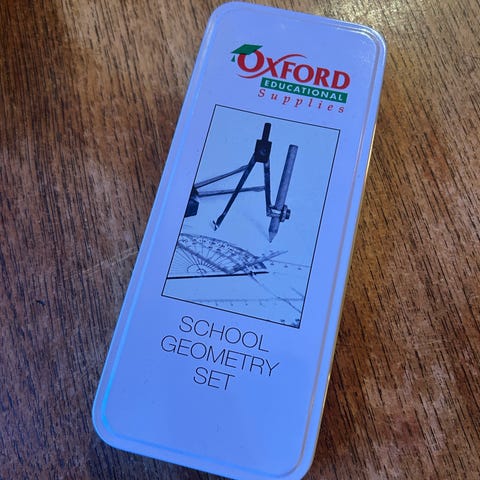 OXFORD
EDUCATIONAL
Supplies
SCHOOL
GEOMETRY
SET